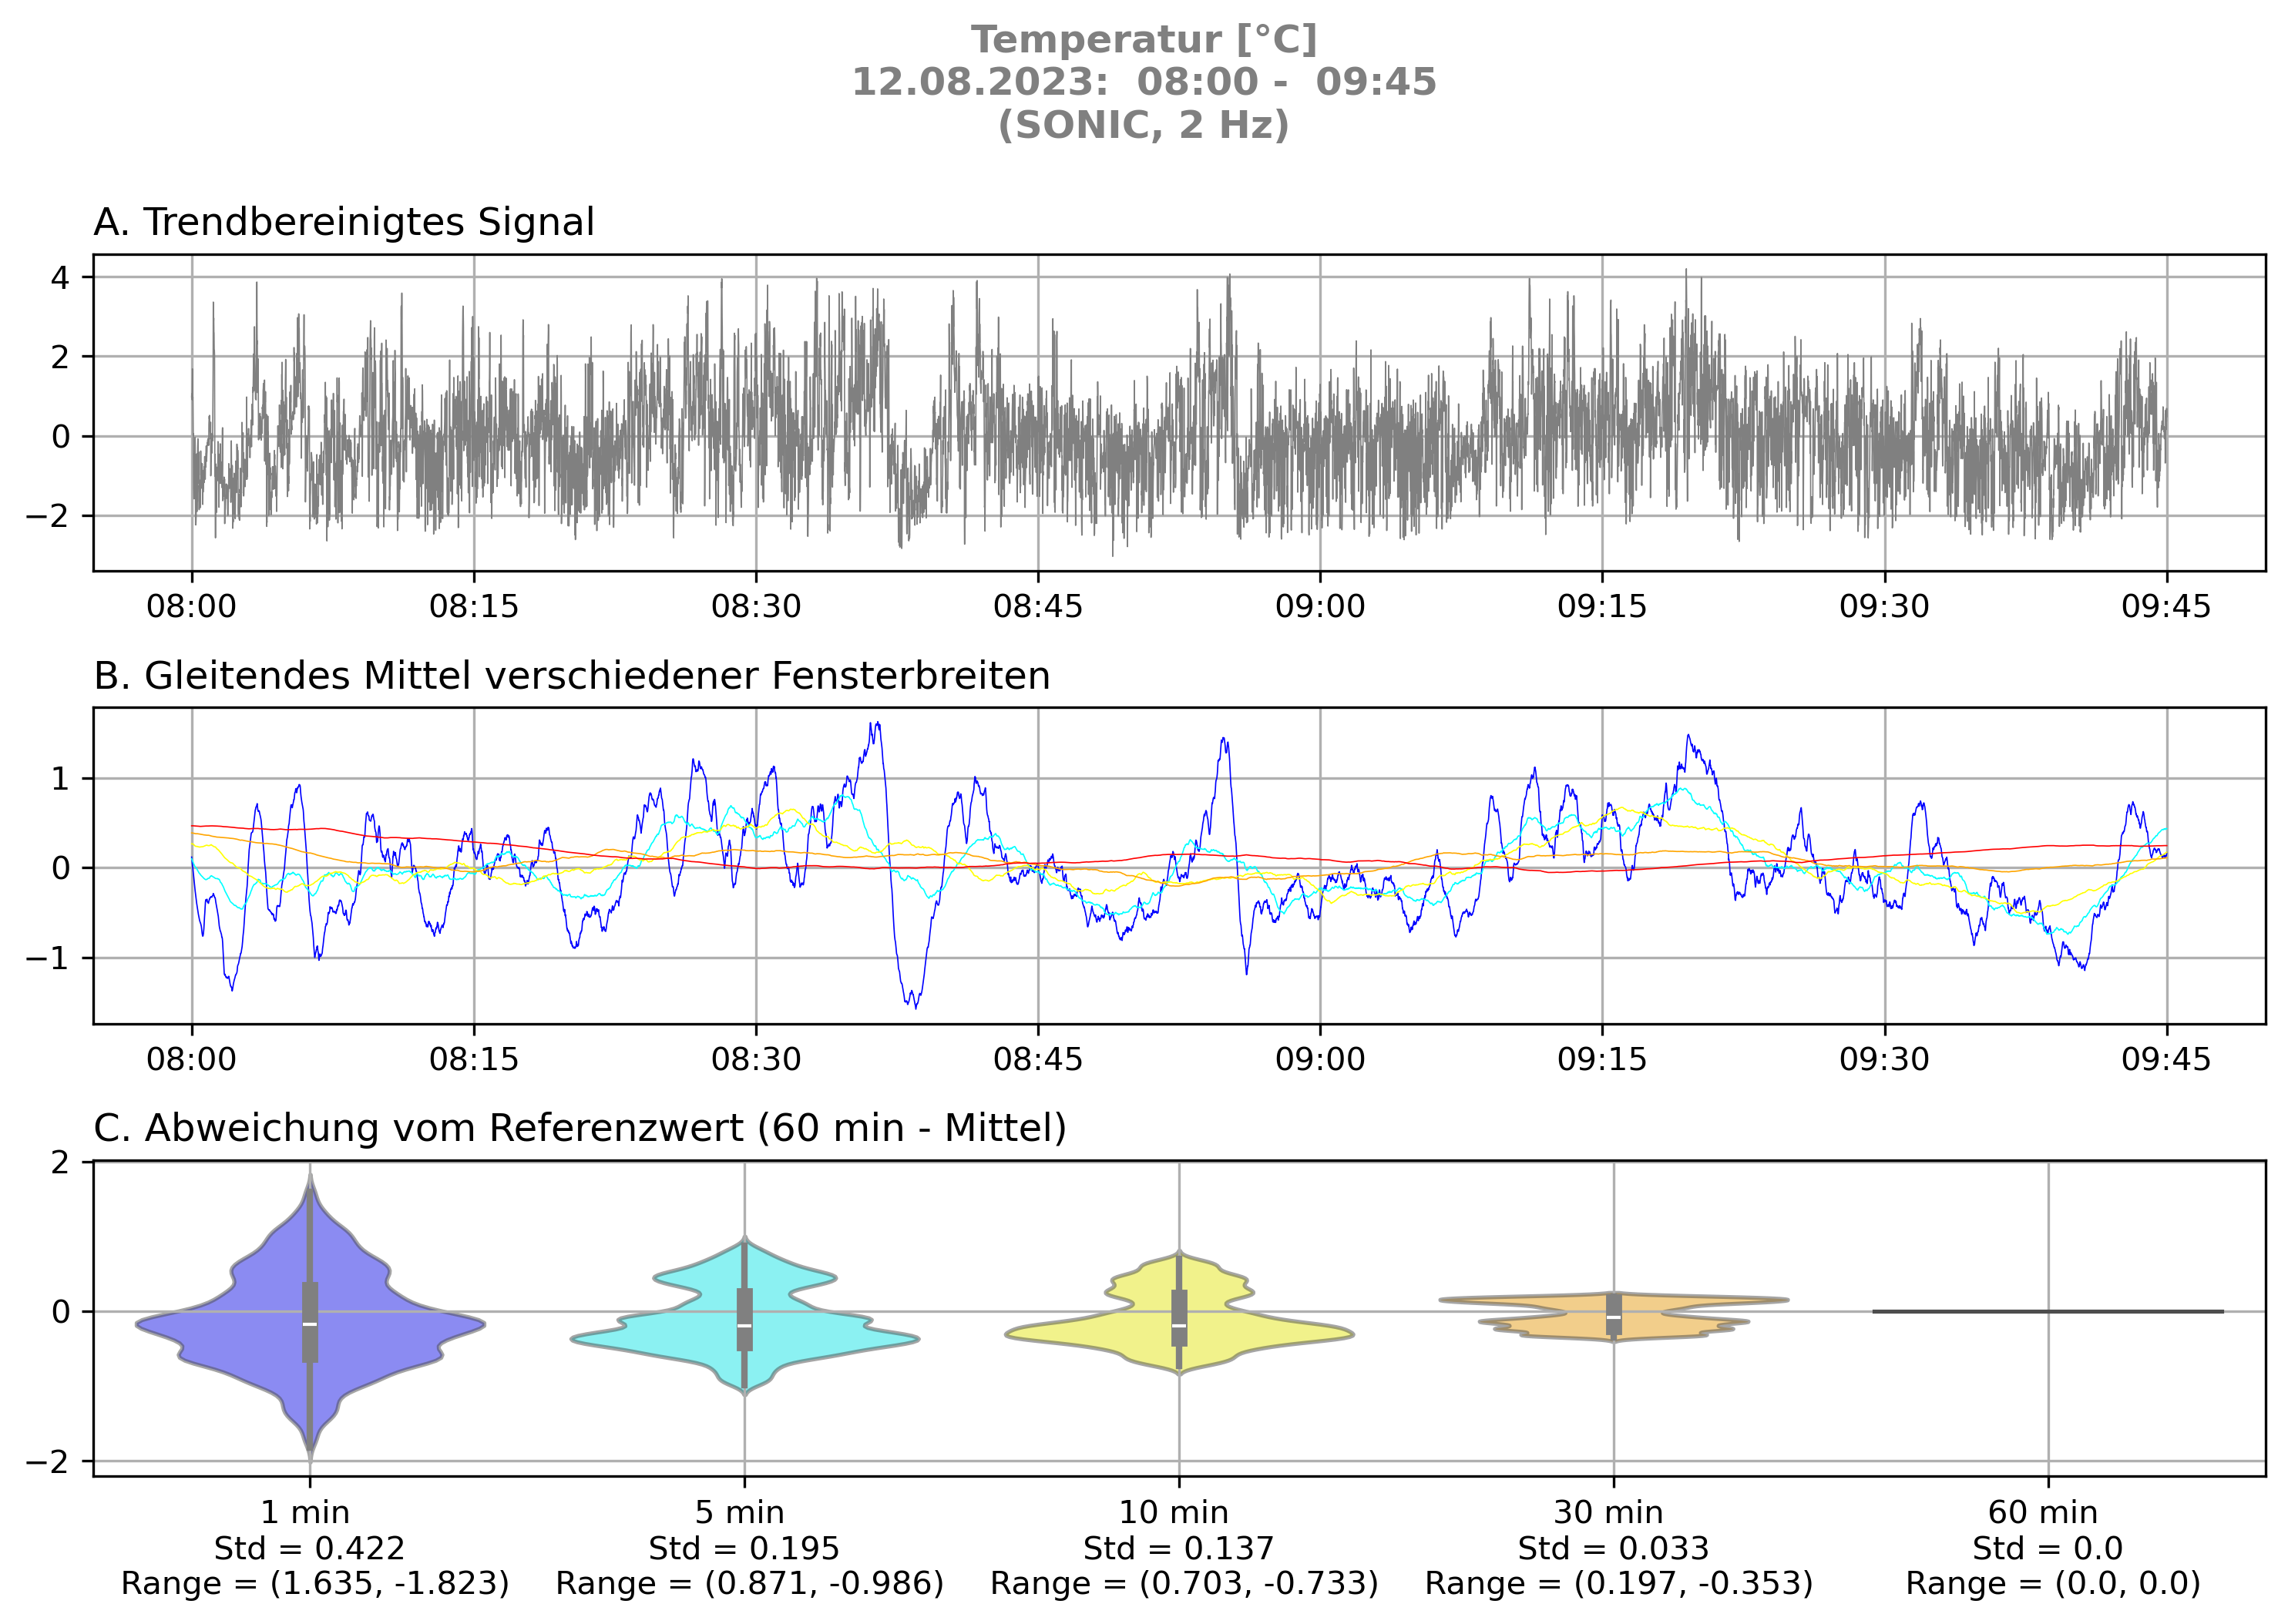 Temperatur [°C]
12.08.2023:  08:00 -  09:45
(SONIC, 2 Hz)
A. Trendbereinigtes Signal
4
2
0
−2
08:00 08:15 08:30 08:45 09:00 09:15 09:30 09:45
B. Gleitendes Mittel verschiedener Fensterbreiten
1
0
−1
08:00 08:15 08:30 08:45 09:00 09:15 09:30 09:45
C. Abweichung vom Referenzwert (60 min - Mittel)
2
0
−2
1 min 5 min 10 min 30 min 60 min
Std = 0.422 Std = 0.195 Std = 0.137 Std = 0.033 Std = 0.0
Range = (1.635, -1.823) Range = (0.871, -0.986) Range = (0.703, -0.733) Range = (0.197, -0.353) Range = (0.0, 0.0)